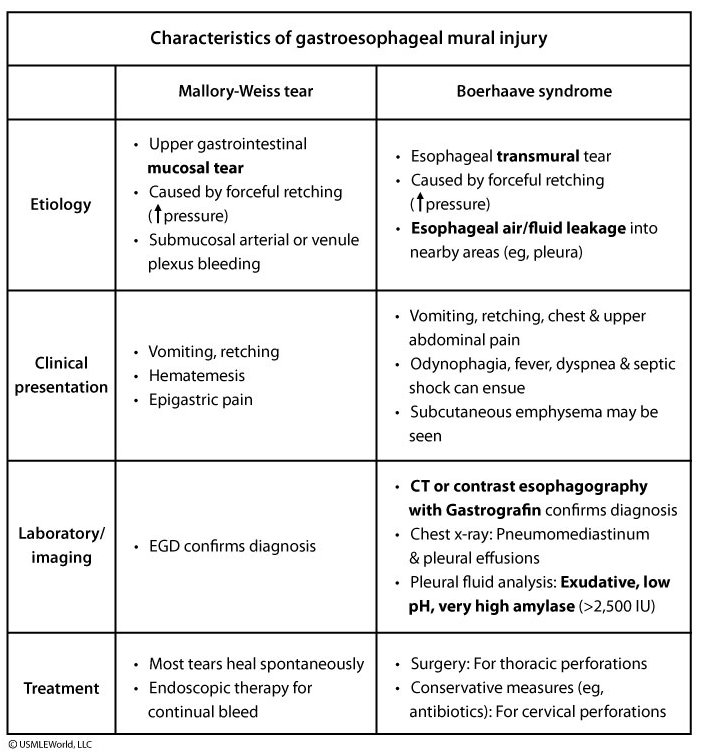 Characteristics of gastroesophageal mural injury
Mallory-Weiss tear
Boerhaave syndrome
Etiology
• Upper gastrointestinal
mucosal tear
• Caused by forceful retching
(↑pressure)
• Submucosal arterial or venule
plexus bleeding
• Esophageal transmural tear
• Caused by forceful retching
(↑pressure)
• Esophageal air/fluid leakage into
nearby areas (eg, pleura)
Clinical
presentation
• Vomiting, retching
• Hematemesis
• Epigastric pain
• Vomiting, retching, chest & upper
abdominal pain
• Odynophagia, fever, dyspnea & septic
shock can ensue
• Subcutaneous emphysema may be
seen
Laboratory/
imaging
• EGD confirms diagnosis
• CT or contrast esophagography
with Gastrografin confirms diagnosis
• Chest x-ray: Pneumomediastinum
& pleural effusions
• Pleural fluid analysis: Exudative, low
pH, very high amylase (>2,500 IU)
Treatment
• Most tears heal spontaneously
• Endoscopic therapy for
continual bleed
• Surgery: For thoracic perforations
• Conservative measures (eg,
antibiotics): For cervical perforations
© USMLEWorld, LLC